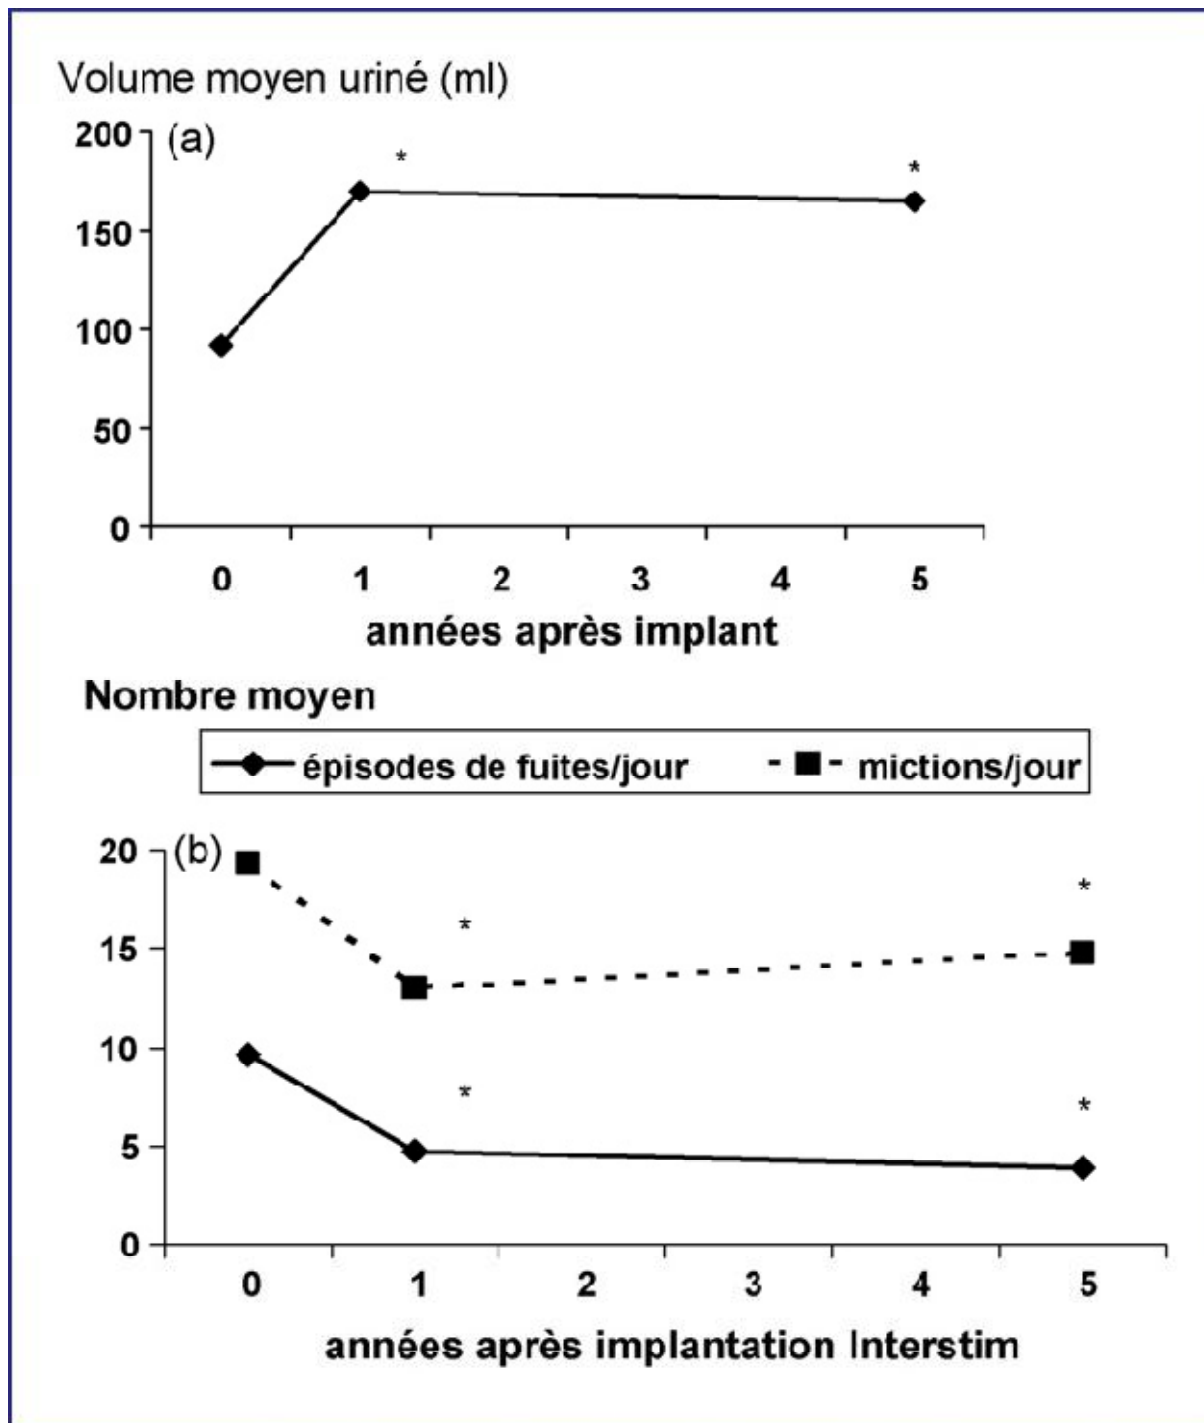 Volume moyen uriné (ml)
200
(a)
*
*
150
100
50
0
0 1 2 3 4 5
années après implant
Nombre moyen
épisodes de fuites/jour mictions/jour
20
(b)
*
*
15
10
*
*
5
0
0 1 2 3 4 5
années après implantation Interstim